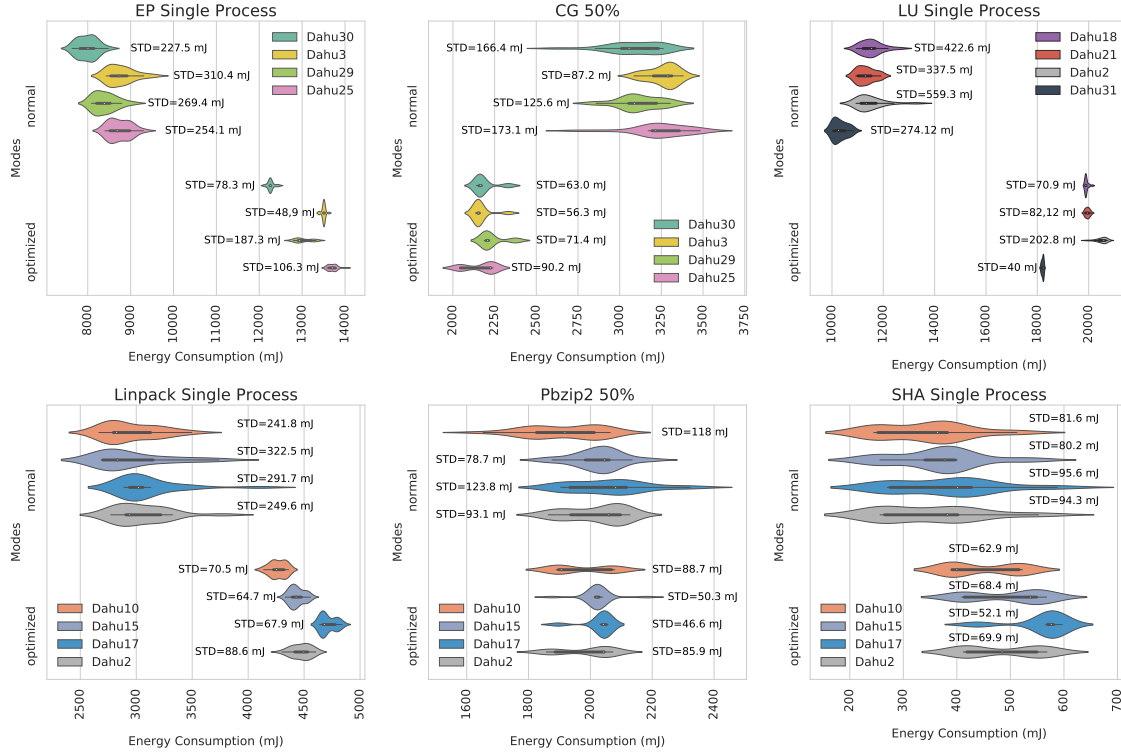 EP Single Process
STD=227.5 mJ
STD=310.4 mJ
STD=269.4 mJ
STD=254.1 mJ
STD=78.3 mJ
STD=48,9 mJ
STD=187.3 mJ
STD=106.3 mJ
Dahu30
Dahu3
Dahu29
Dahu25
normal
optimized
Modes
8000
9000
10000
11000
12000
13000
14000
Energy Consumption (mJ)
CG 50%
STD=166.4 mJ
STD=87.2 mJ
STD=125.6 mJ
STD=173.1 mJ
STD=63.0 mJ
STD=56.3 mJ
STD=71.4 mJ
STD=90.2 mJ
Dahu30
Dahu3
Dahu29
Dahu25
Modes
2000
2250
2500
2750
3000
3250
3500
3750
Energy Consumption (mJ)
LU Single Process
STD=422.6 mJ
STD=337.5 mJ
STD=559.3 mJ
STD=274.12 mJ
STD=70.9 mJ
STD=82,12 mJ
STD=202.8 mJ
STD=40 mJ
Dahu18
Dahu21
Dahu2
Dahu31
normal
optimized
Modes
10000
12000
14000
16000
18000
20000
Energy Consumption (mJ)
Linpack Single Process
STD=241.8 mJ
STD=322.5 mJ
STD=291.7 mJ
STD=249.6 mJ
STD=70.5 mJ
STD=64.7 mJ
STD=67.9 mJ
STD=88.6 mJ
Dahu10
Dahu15
Dahu17
Dahu2
normal
optimized
Modes
2500
3000
3500
4000
4500
5000
Energy Consumption (mJ)
Pbzip2 50%
STD=118 mJ
STD=78.7 mJ
STD=123.8 mJ
STD=93.1 mJ
STD=88.7 mJ
STD=50.3 mJ
STD=46.6 mJ
STD=85.9 mJ
Dahu10
Dahu15
Dahu17
Dahu2
normal
optimized
Modes
1600
1800
2000
2200
2400
Energy Consumption (mJ)
SHA Single Process
STD=81.6 mJ
STD=80.2 mJ
STD=95.6 mJ
STD=94.3 mJ
STD=62.9 mJ
STD=68.4 mJ
STD=52.1 mJ
STD=69.9 mJ
Dahu10
Dahu15
Dahu17
Dahu2
normal
optimized
Modes
200
300
400
500
600
700
Energy Consumption (mJ)